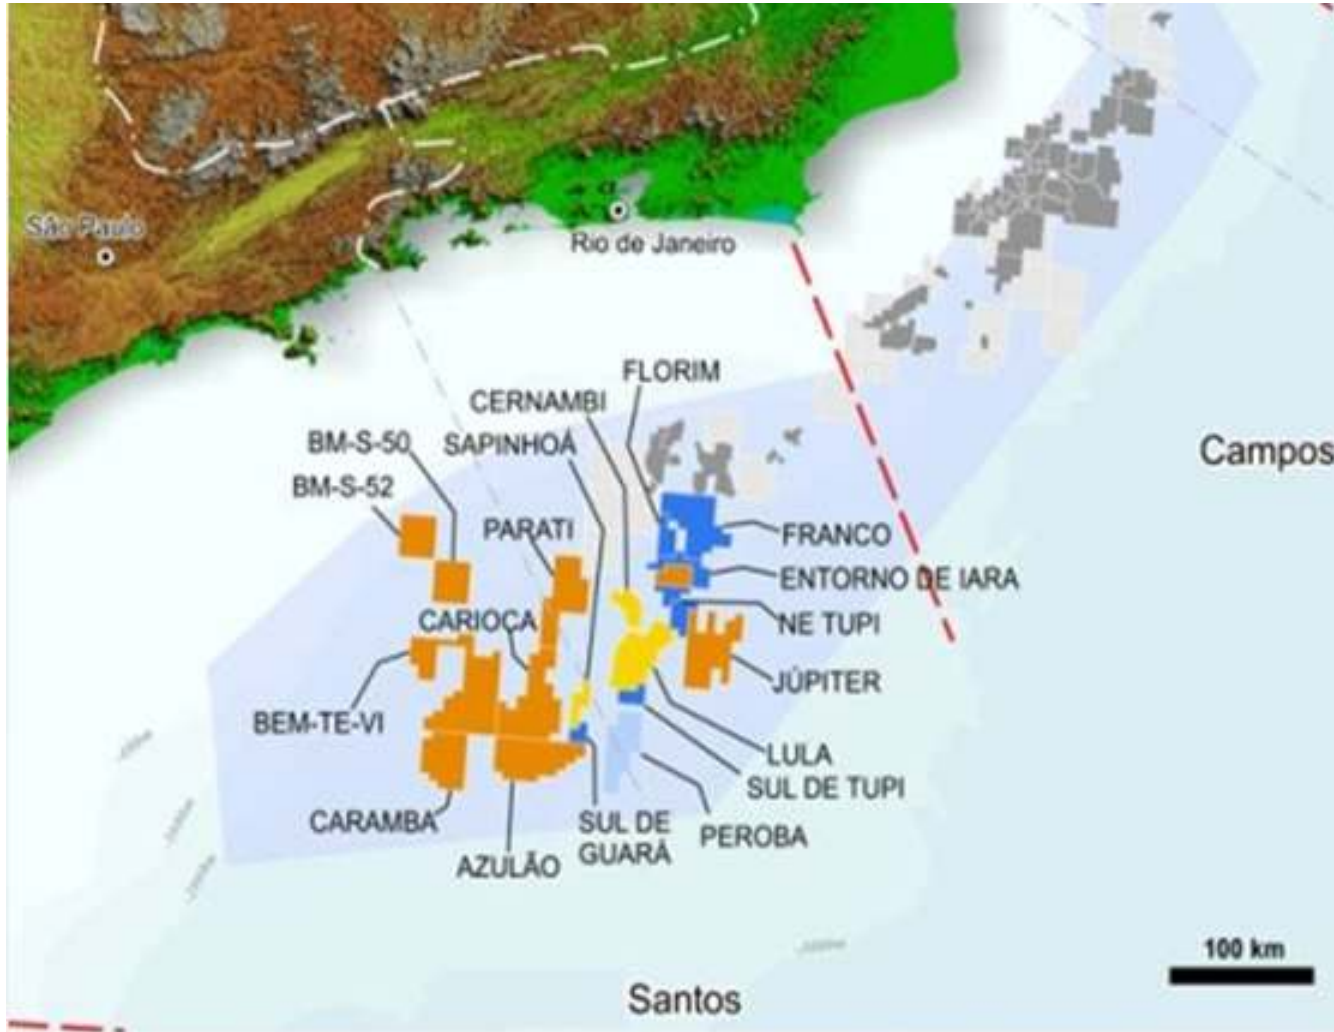 São Paulo
Rio de Janeiro
FLORIM
CERNAMBI
BM-S-50
SAPINHOÁ
Campos
BM-S-52
PARATI
FRANCO
ENTORNO DE IARA
CARIOCA
NE TUPI
JÚPITER
BEM-TE-VI
LULA
SUL DE TUPI
CARAMBA
SUL DE
GUARÁ
PEROBA
AZULÃO
100 km
Santos